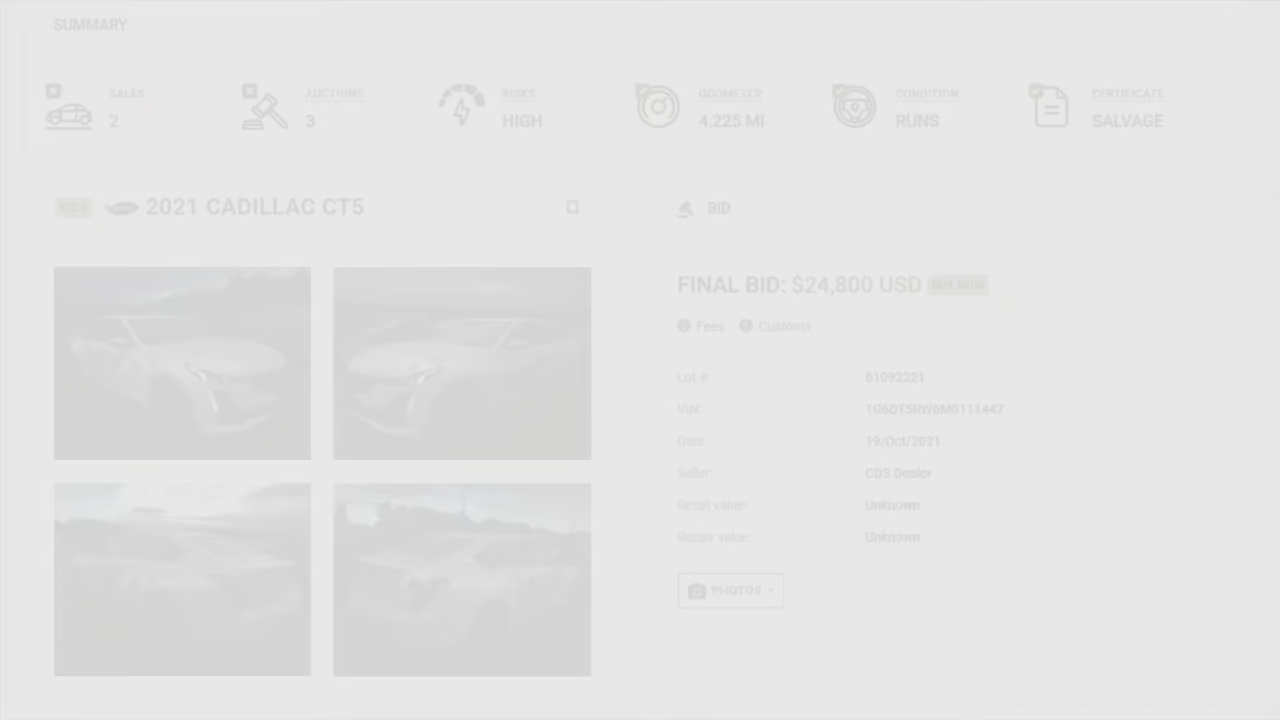 SUMMARY
SALES
2
AUCTIONS
3
RISKS
HIGH
ODOMETER
4,225 MI
CONDITION
RUNS
CERTIFICATE
SALVAGE
2021 CADILLAC CT5
BID
FINAL BID: $24,800 USD BUY NOW
Fees Customs
Lot #: 61092221
VIN: 1G6DT5RW6M0111447
Date: 19/Oct/2021
Seller: CDS Dealer
Retail value: Unknown
Repair value: Unknown
PHOTOS